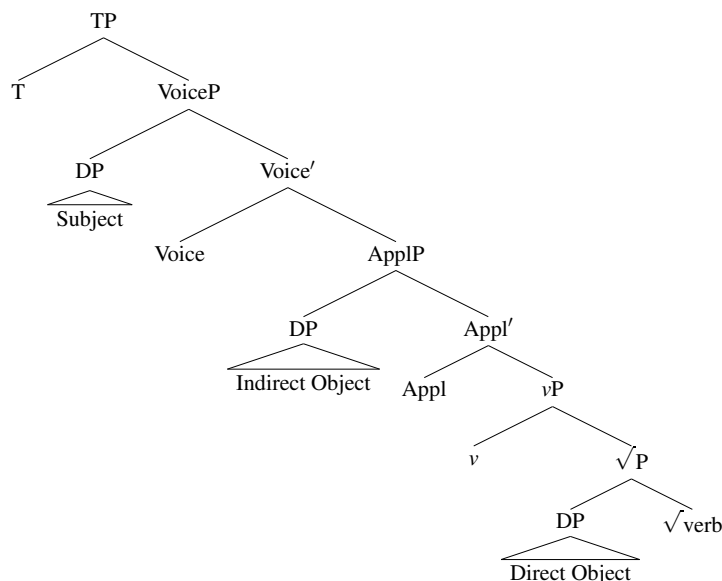 TP
T VoiceP
DP Voice′
Subject
Voice ApplP
DP Appl′
Indirect Object Appl vP
v √P
DP √verb
Direct Object